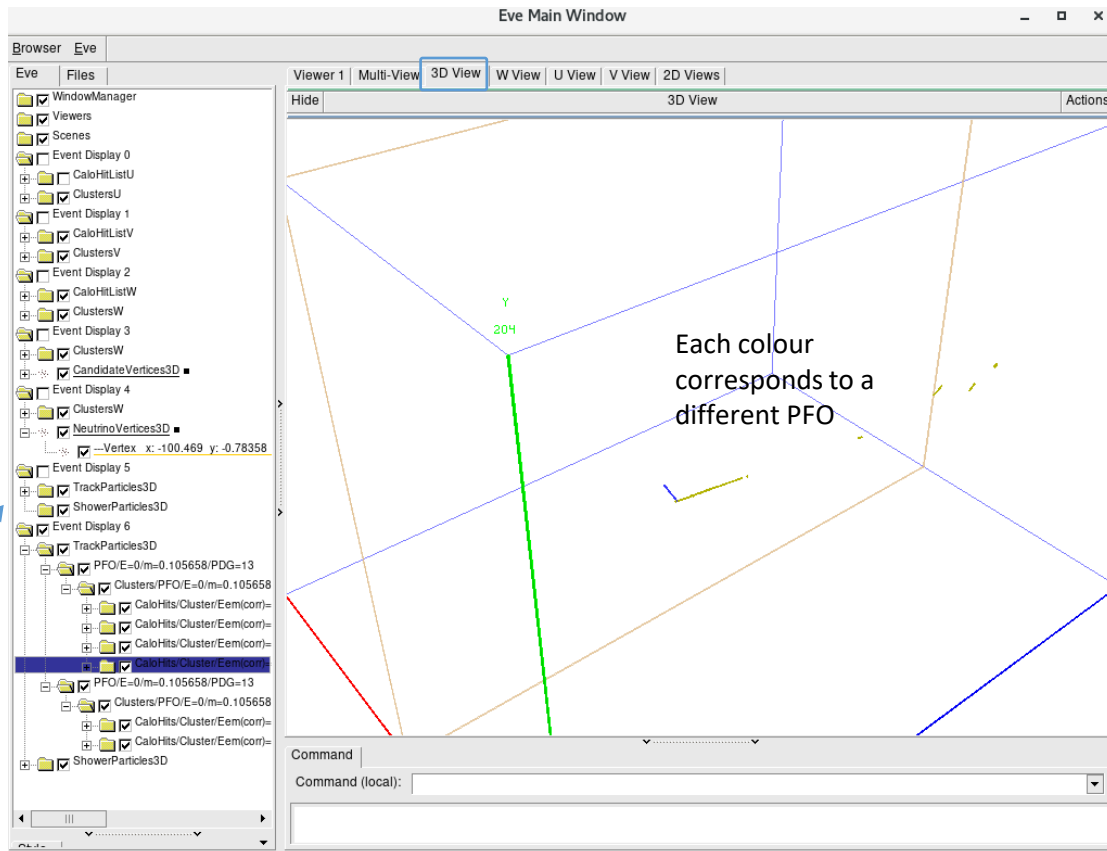 Eve Main Window
Browser Eve
Eve Files
Viewer 1 Multi-View 3D View W View U View V View 2D Views
Hide 3D View Actions
WindowManager
Viewers
Scenes
Event Display 0
CaloHitListU
ClustersU
Event Display 1
CaloHitListV
ClustersV
Event Display 2
CaloHitListW
ClustersW
Event Display 3
ClustersW
CandidateVertices3D
Event Display 4
ClustersW
NeutrinoVertices3D
---Vertex x: -100.469 y: -0.78358
Event Display 5
TrackParticles3D
ShowerParticles3D
Event Display 6
TrackParticles3D
PFO/E=0/m=0.105658/PDG=13
Clusters/PFO/E=0/m=0.105658
CaloHits/Cluster/Eem(corr)=
CaloHits/Cluster/Eem(corr)=
CaloHits/Cluster/Eem(corr)=
CaloHits/Cluster/Eem(corr)=
PFO/E=0/m=0.105658/PDG=13
Clusters/PFO/E=0/m=0.105658
CaloHits/Cluster/Eem(corr)=
CaloHits/Cluster/Eem(corr)=
ShowerParticles3D
Y
204
Each colour
corresponds to a
different PFO
Command
Command (local):